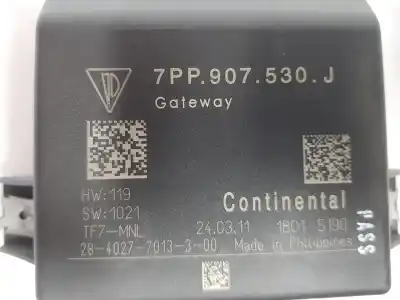 7PP.907.530.J
Gateway
HW:119
SW:1021
TF7-MNL
28-4027-7013-3-00
Continental
24.03.11 1801 5190
Made in Philippines
PASS